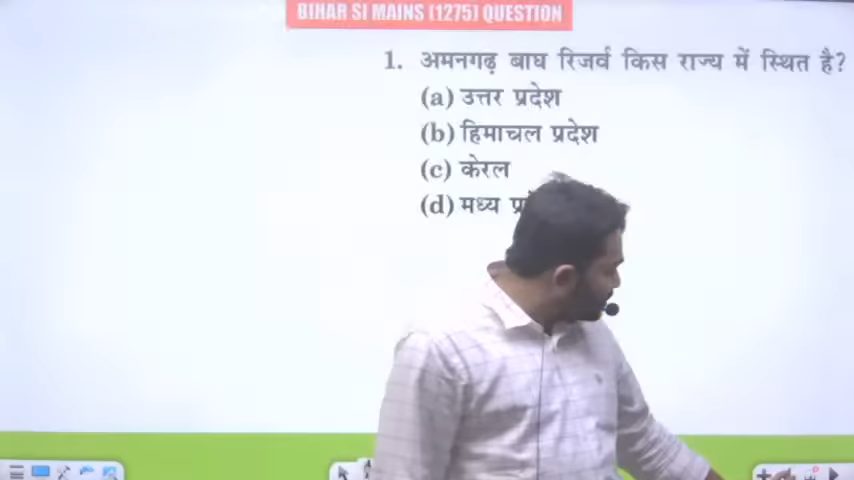 BIHAR SI MAINS (1275) QUESTION
1. अमनगढ़ बाघ रिजर्व किस राज्य में स्थित है?
(a) उत्तर प्रदेश
(b) हिमाचल प्रदेश
(c) केरल
(d) मध्य